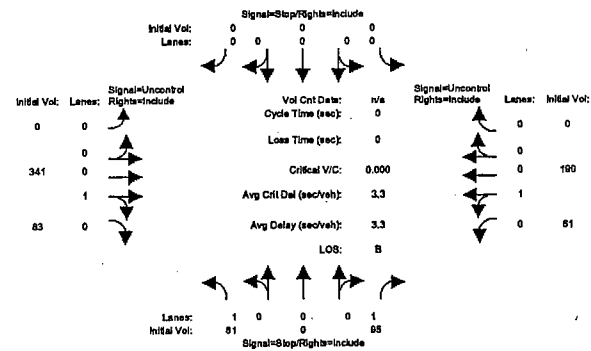 Signal=Stop/Rights=Include
Initial Vol: 0 0 0
Lanes: 0 0 0 0 0
Signal=Uncontrol
Rights=Include
Initial Vol: Lanes:
0 0
0
341 0
1
83 0
Vol Cnt Date: n/a
Cycle Time (sec): 0
Loss Time (sec): 0
Critical V/C: 0.000
Avg Crit Del (sec/veh): 3.3
Avg Delay (sec/veh): 3.3
LOS: B
Signal=Uncontrol
Rights=Include
Lanes: Initial Vol:
0 0
0
0 190
1
0 61
Lanes: 1 0 0 0 1
Initial Vol: 81 0 95
Signal=Stop/Rights=Include